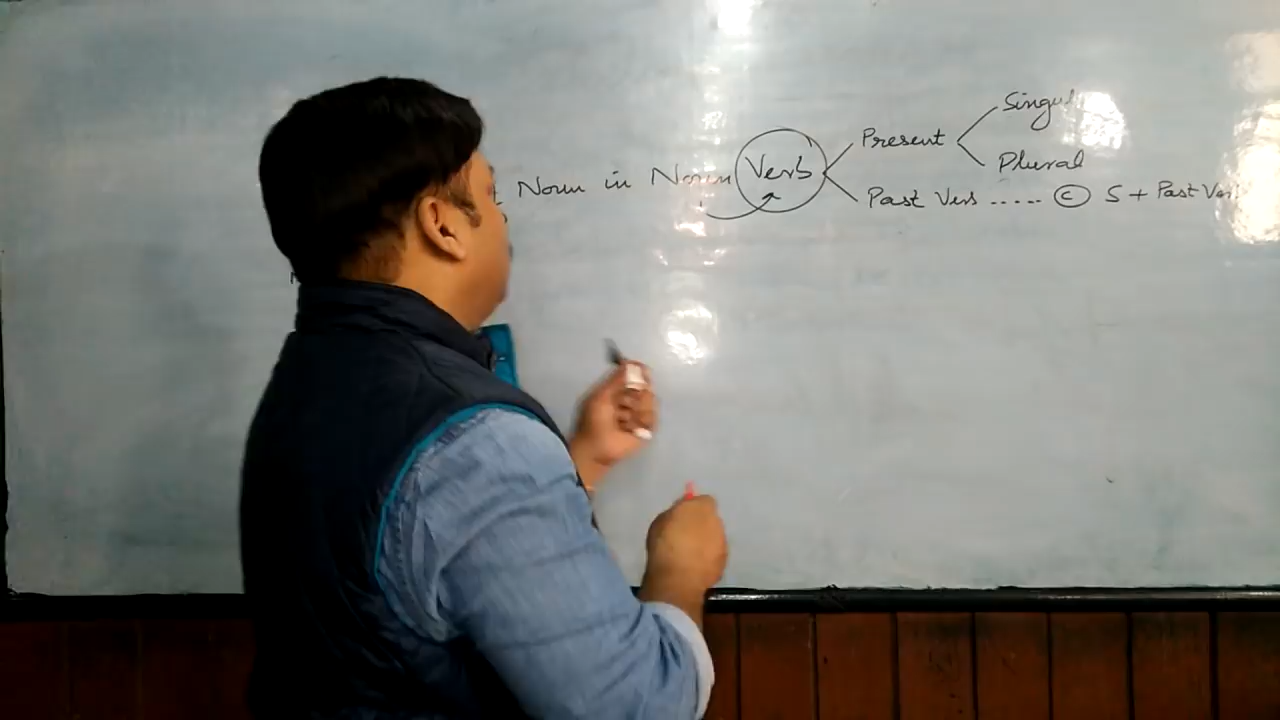 Singul
Present
Plural
Noun in Noun Verb
Past Verb ..... © S + Past Ver